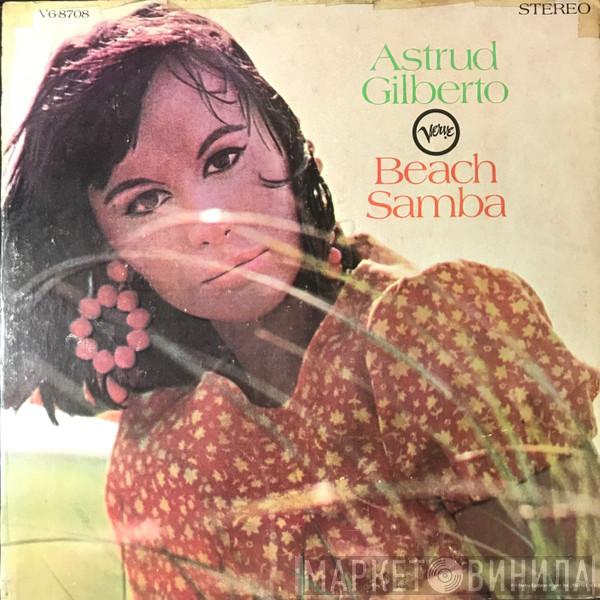 V6-8708
STEREO
Astrud
Gilberto
Verve
Beach
Samba
МАРКЕТ ВИНИЛА